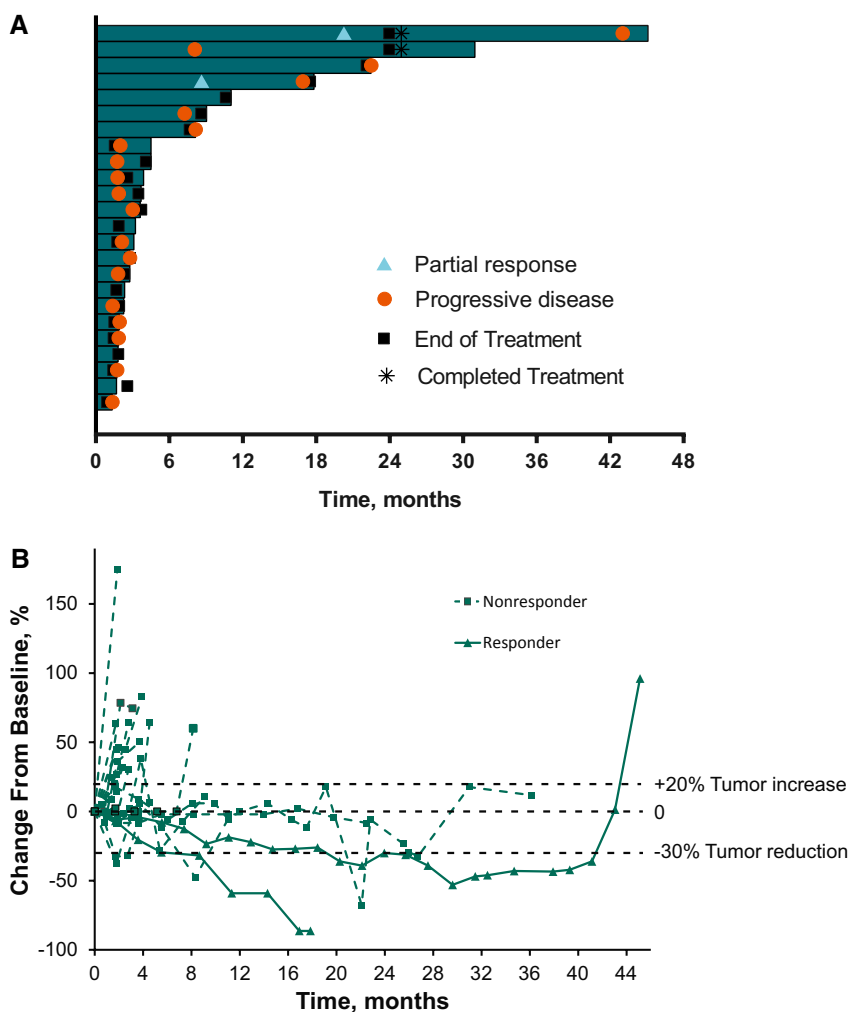 A
Partial response
Progressive disease
End of Treatment
Completed Treatment
0 6 12 18 24 30 36 42 48
Time, months
B
Change From Baseline, %
150
100
50
0
-50
-100
Nonresponder
Responder
+20% Tumor increase
0
-30% Tumor reduction
0 4 8 12 16 20 24 28 32 36 40 44
Time, months